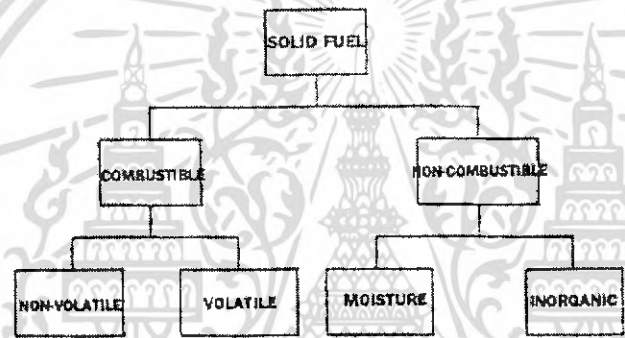 SOLID FUEL
COMBUSTIBLE
NON-COMBUSTIBLE
NON-VOLATILE
VOLATILE
MOISTURE
INORGANIC